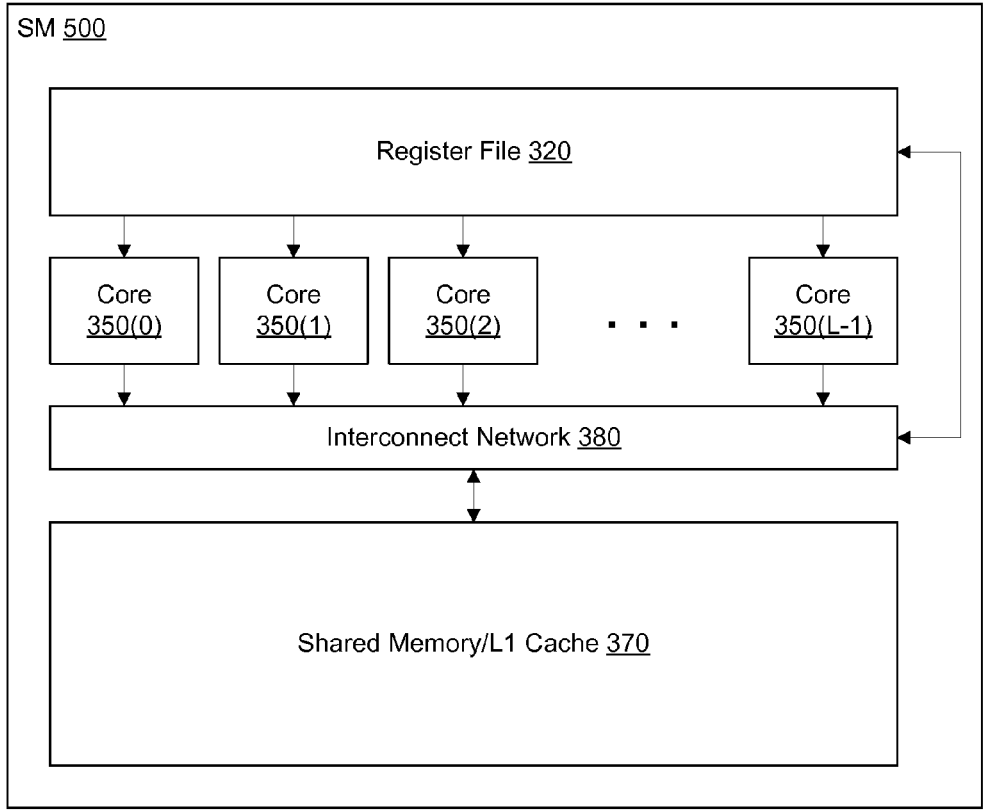 SM 500
Register File 320
Core
350(0)
Core
350(1)
Core
350(2)
. . .
Core
350(L-1)
Interconnect Network 380
Shared Memory/L1 Cache 370